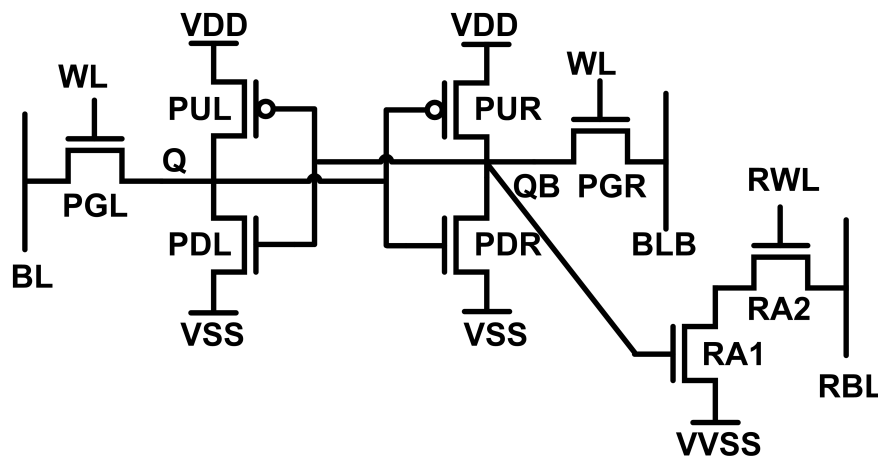 VDD
VDD
WL
PUL
PUR
WL
Q
PGL
QB
PGR
RWL
PDL
PDR
BL
BLB
RA2
VSS
VSS
RA1
RBL
VVSS